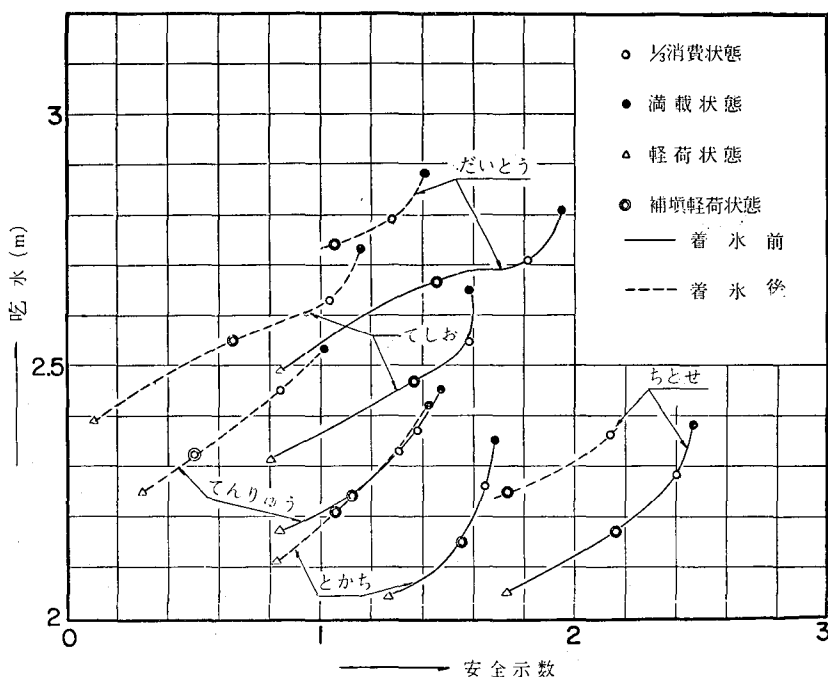 ⅓消費状態
満載状態
軽荷状態
補塡軽荷状態
着氷前
着氷後
だいとう
てしお
ちとせ
てんりゅう
とかち
吃水(m)
3
2.5
2
0
1
2
3
安全示数